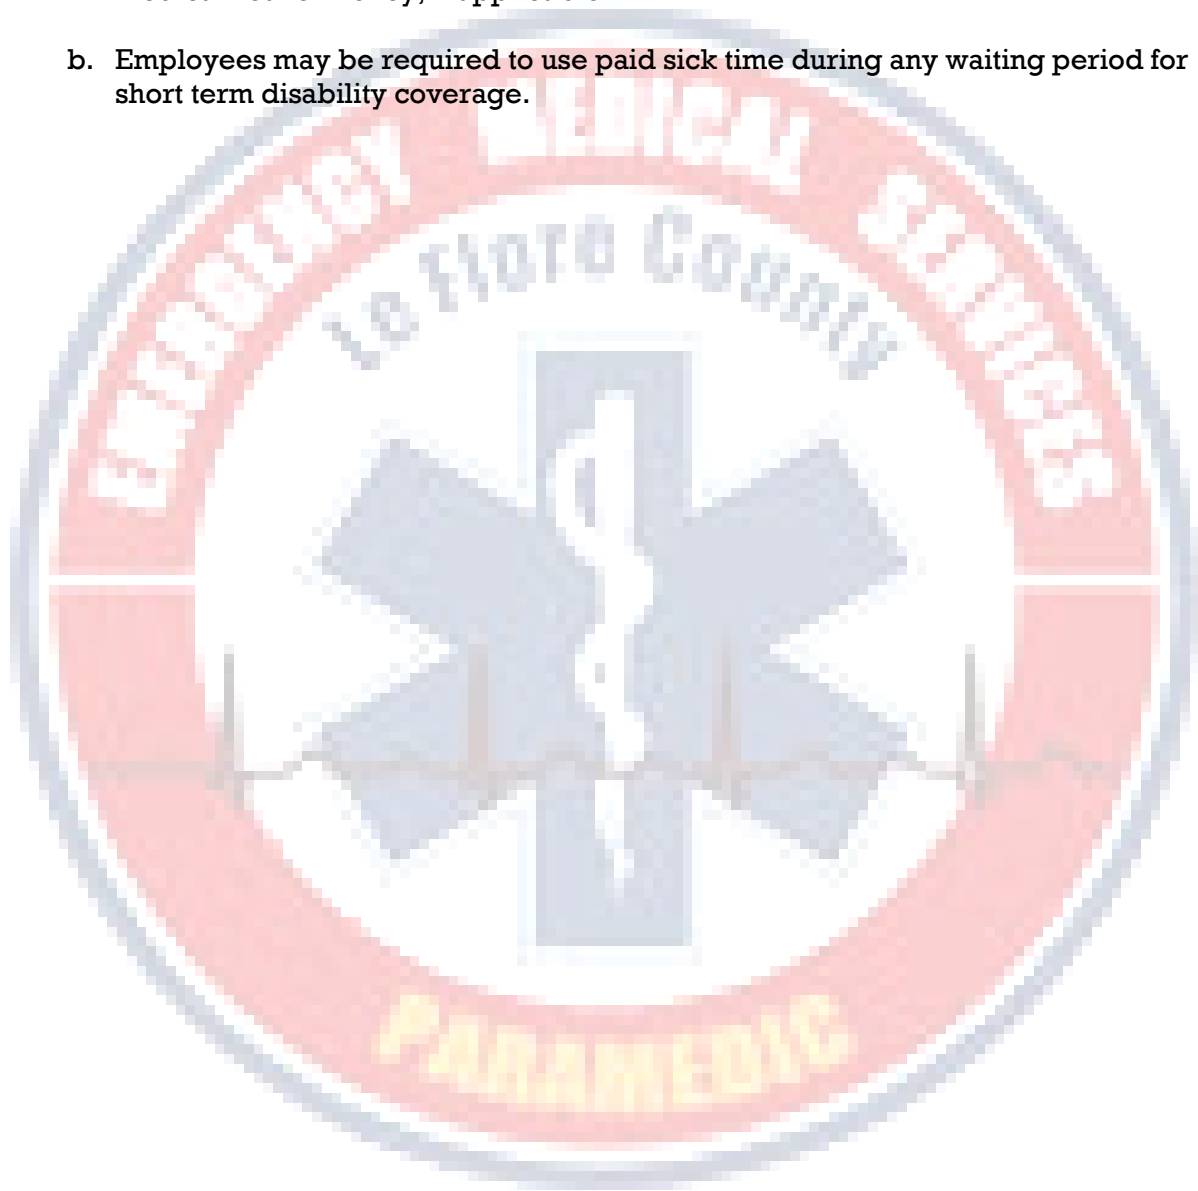 b. Employees may be required to use paid sick time during any waiting period for
short term disability coverage.
EMERGENCY MEDICAL SERVICES
Le Flore County
PARAMEDIC